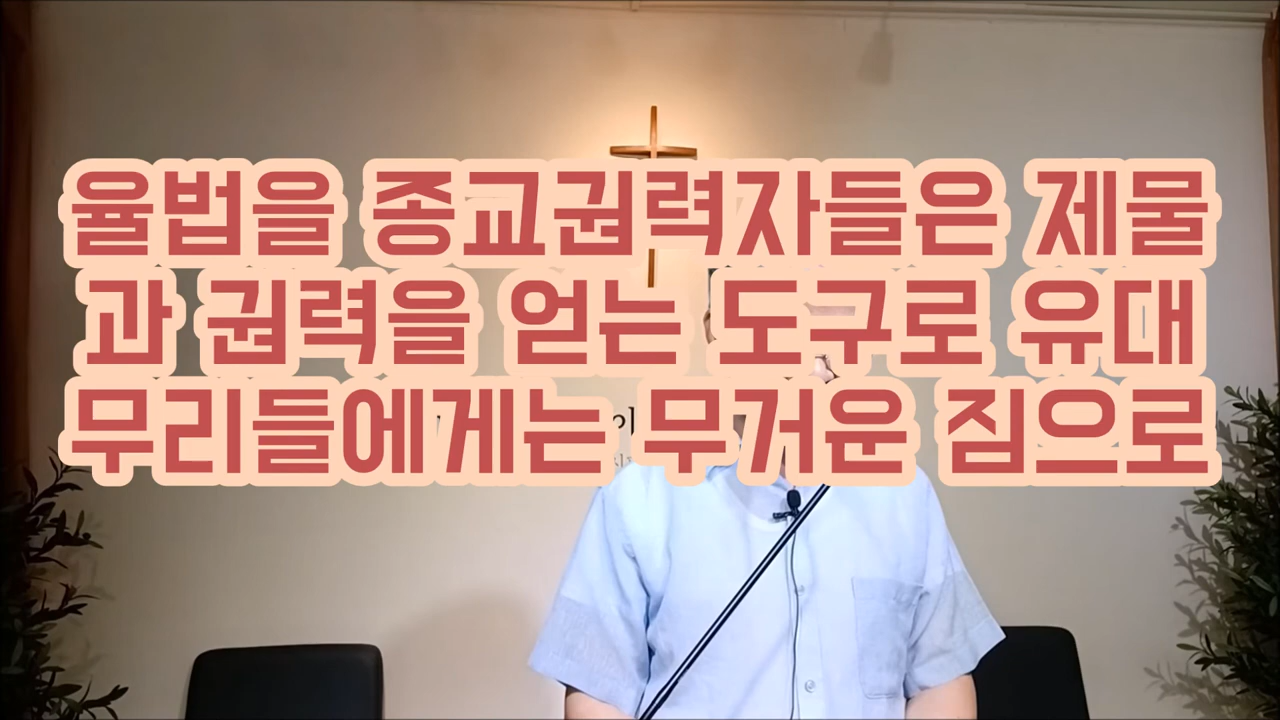 율법을 종교권력자들은 제물
과 권력을 얻는 도구로 유대
무리들에게는 무거운 짐으로